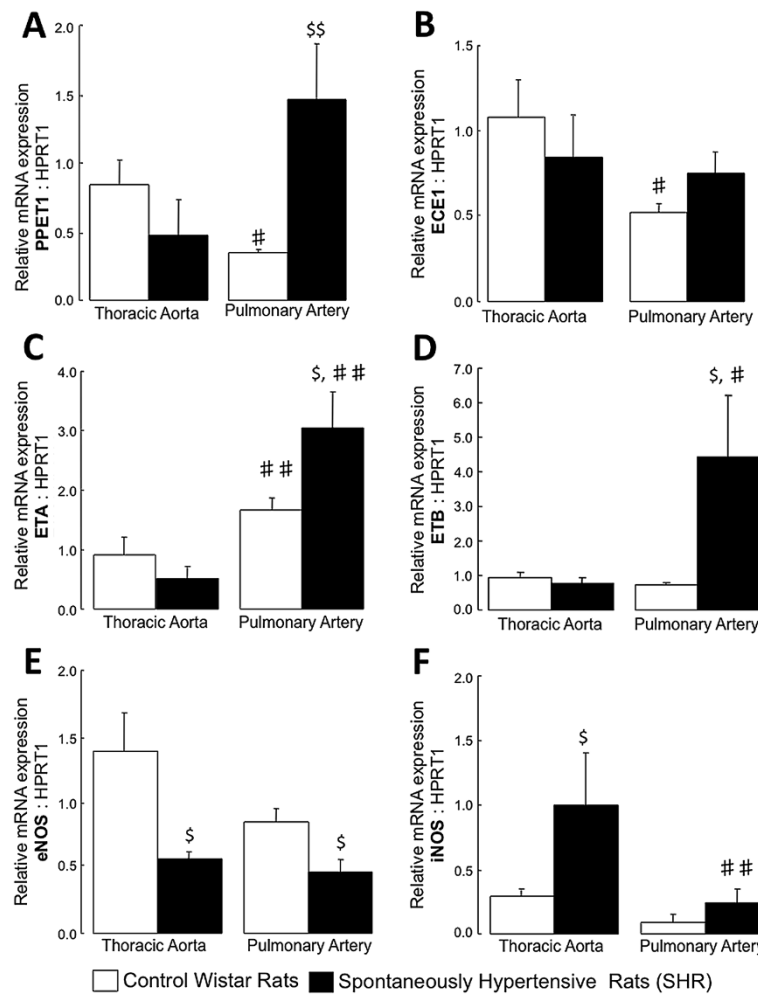 A
Relative mRNA expression
PPET1 : HPRT1
2.0
1.5
1.0
0.5
0.0
#
$$
Thoracic Aorta
Pulmonary Artery
B
Relative mRNA expression
ECE1 : HPRT1
1.5
1.0
0.5
0.0
#
Thoracic Aorta
Pulmonary Artery
C
Relative mRNA expression
ETA : HPRT1
4.0
3.0
2.0
1.0
0.0
##
$, ##
Thoracic Aorta
Pulmonary Artery
D
Relative mRNA expression
ETB : HPRT1
7.0
6.0
5.0
4.0
3.0
2.0
1.0
0.0
$, #
Thoracic Aorta
Pulmonary Artery
E
Relative mRNA expression
eNOS : HPRT1
2.0
1.5
1.0
0.5
0.0
$
$
Thoracic Aorta
Pulmonary Artery
F
Relative mRNA expression
iNOS : HPRT1
2.0
1.5
1.0
0.5
0.0
$
##
Thoracic Aorta
Pulmonary Artery
Control Wistar Rats
Spontaneously Hypertensive Rats (SHR)